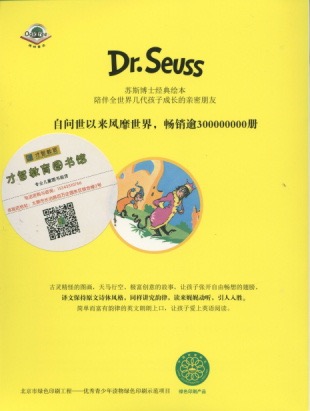 Dr. Seuss
苏斯博士经典绘本
陪伴全世界几代孩子成长的亲密朋友
自问世以来风靡世界，畅销逾300000000册
才智教育图书馆
古灵精怪的图画，天马行空、极富创意的故事，让孩子张开自由畅想的翅膀。
译文保持原文诗体风格，同样讲究韵律，读来朗朗动听，引人入胜。
简单而富有韵律的英文朗朗上口，让孩子爱上英语阅读。
北京市绿色印刷工程——优秀青少年读物绿色印刷示范项目
绿色印刷产品